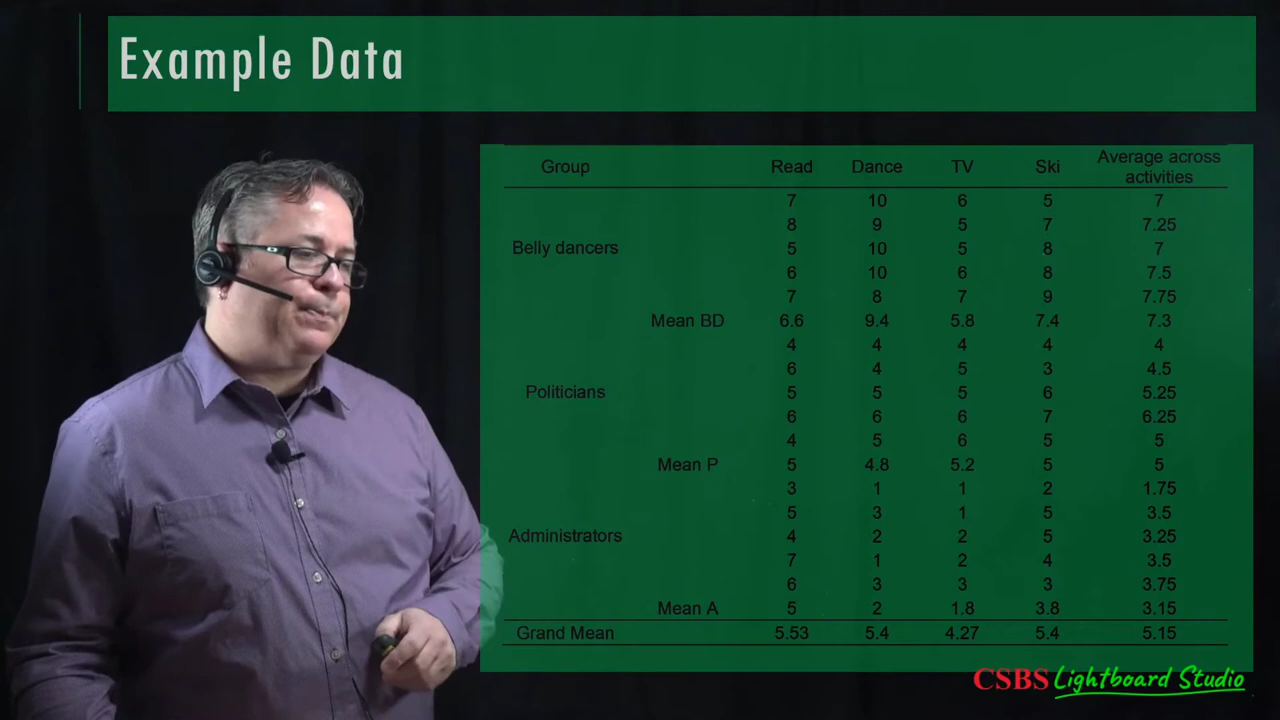 Example Data
Group Read Dance TV Ski Average across activities
7 10 6 5 7
8 9 5 7 7.25
Belly dancers 5 10 5 8 7
6 10 6 8 7.5
7 8 7 9 7.75
Mean BD 6.6 9.4 5.8 7.4 7.3
4 4 4 4 4
6 4 5 3 4.5
Politicians 5 5 5 6 5.25
6 6 6 7 6.25
4 5 6 5 5
Mean P 5 4.8 5.2 5 5
3 1 1 2 1.75
5 3 1 5 3.5
Administrators 4 2 2 5 3.25
7 1 2 4 3.5
6 3 3 3 3.75
Mean A 5 2 1.8 3.8 3.15
Grand Mean 5.53 5.4 4.27 5.4 5.15
CSBS Lightboard Studio